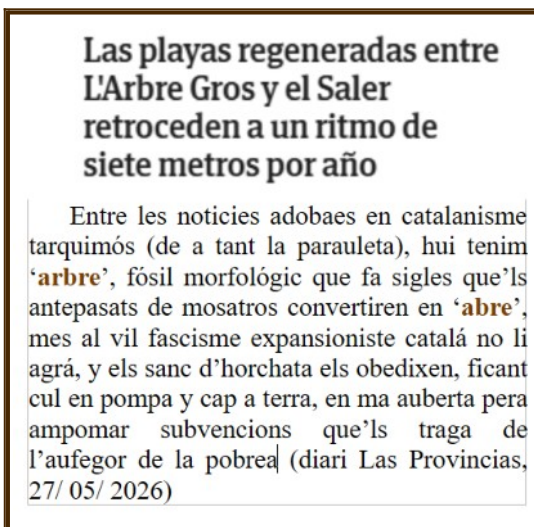 Las playas regeneradas entre
L'Arbre Gros y el Saler
retroceden a un ritmo de
siete metros por año
Entre les noticies adobaes en catalanisme
tarquimós (de a tant la parauleta), hui tenim
‘arbre’, fósil morfológic que fa sigles que’ls
antepasats de mosatros convertiren en ‘abre’,
mes al vil fascisme expansioniste catalá no li
agrá, y els sanc d’horchata els obedixen, ficant
cul en pompa y cap a terra, en ma auberta pera
ampomar subvencions que’ls traga de
l’aufegor de la pobrea (diari Las Provincias,
27/ 05/ 2026)